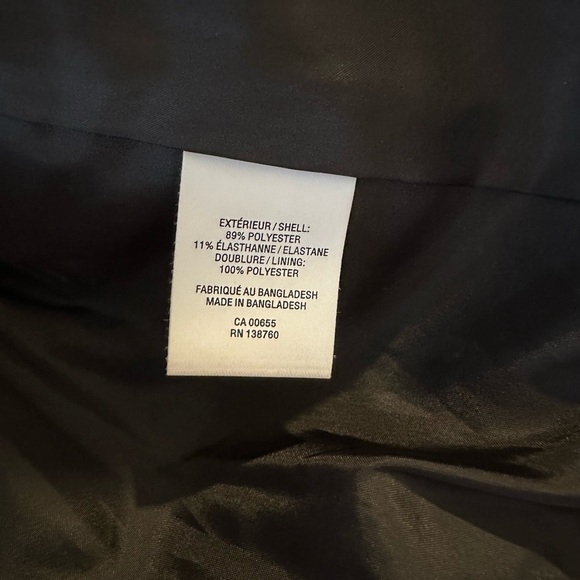 EXTÉRIEUR / SHELL:
89% POLYESTER
11% ÉLASTHANNE / ELASTANE
DOUBLURE / LINING:
100% POLYESTER
FABRIQUÉ AU BANGLADESH
MADE IN BANGLADESH
CA 00655
RN 138760